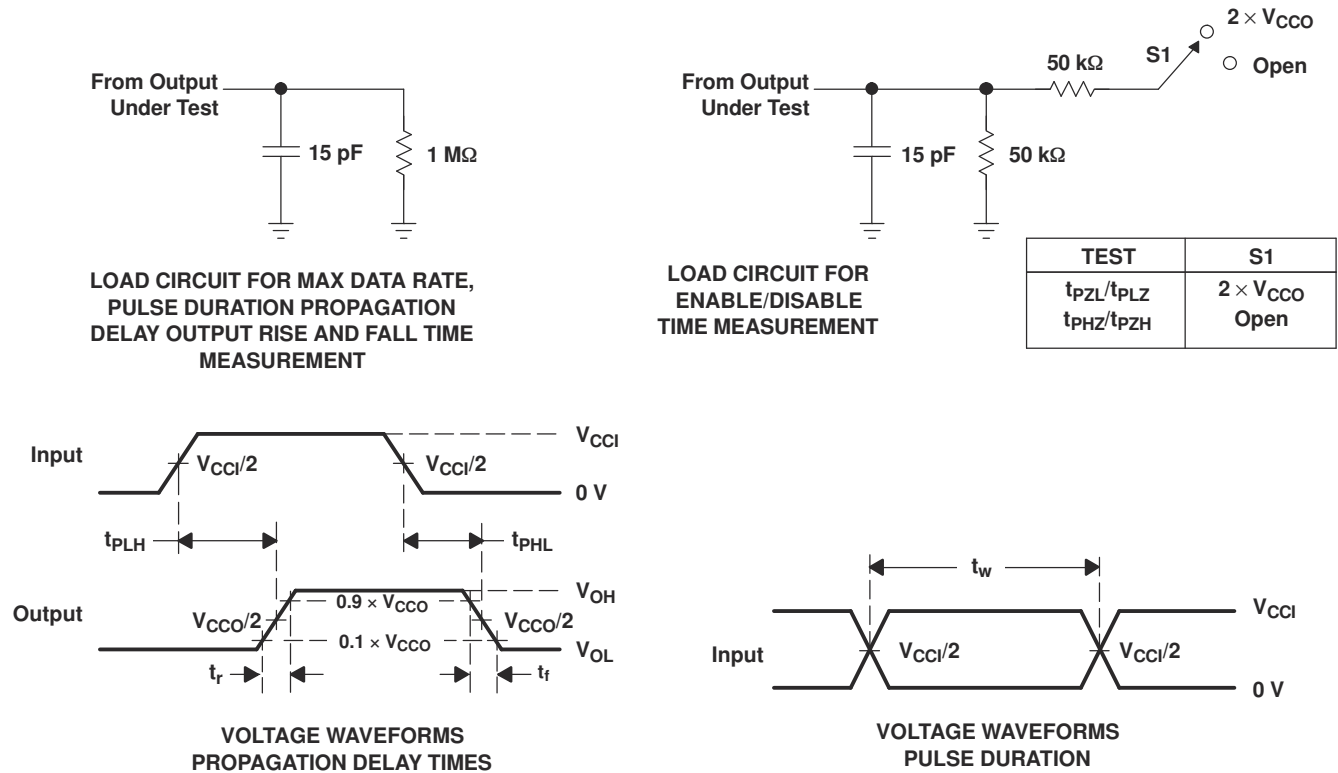 From Output
Under Test
15 pF
1 MΩ
LOAD CIRCUIT FOR MAX DATA RATE,
PULSE DURATION PROPAGATION
DELAY OUTPUT RISE AND FALL TIME
MEASUREMENT
From Output
Under Test
15 pF
50 kΩ
50 kΩ
S1
2 × VCCO
Open
LOAD CIRCUIT FOR
ENABLE/DISABLE
TIME MEASUREMENT
TEST S1
tPZL/tPLZ 2 × VCCO
tPHZ/tPZH Open
Input
VCCI/2
VCCI/2
VCCI
0 V
tPLH
tPHL
Output
VCCO/2
0.9 × VCCO
0.1 × VCCO
VCCO/2
VOH
VOL
tr
tf
VOLTAGE WAVEFORMS
PROPAGATION DELAY TIMES
tw
Input
VCCI/2
VCCI/2
VCCI
0 V
VOLTAGE WAVEFORMS
PULSE DURATION